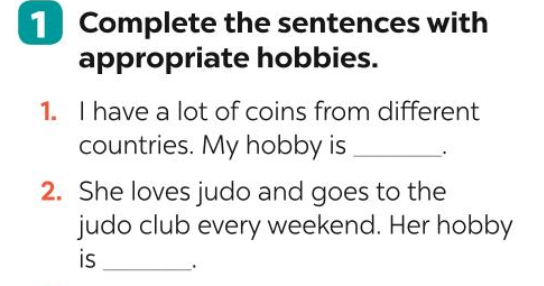 1 Complete the sentences with
appropriate hobbies.
1. I have a lot of coins from different
countries. My hobby is ________.
2. She loves judo and goes to the
judo club every weekend. Her hobby
is ________.